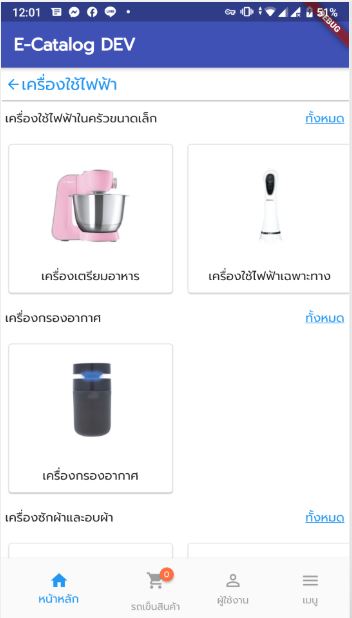 12:01
51%
DEBUG
E-Catalog DEV
←เครื่องใช้ไฟฟ้า
เครื่องใช้ไฟฟ้าในครัวขนาดเล็ก ทั้งหมด
เครื่องเตรียมอาหาร เครื่องใช้ไฟฟ้าเฉพาะทาง
เครื่องกรองอากาศ ทั้งหมด
เครื่องกรองอากาศ
เครื่องซักผ้าและอบผ้า ทั้งหมด
0
หน้าหลัก รถเข็นสินค้า ผู้ใช้งาน เมนู